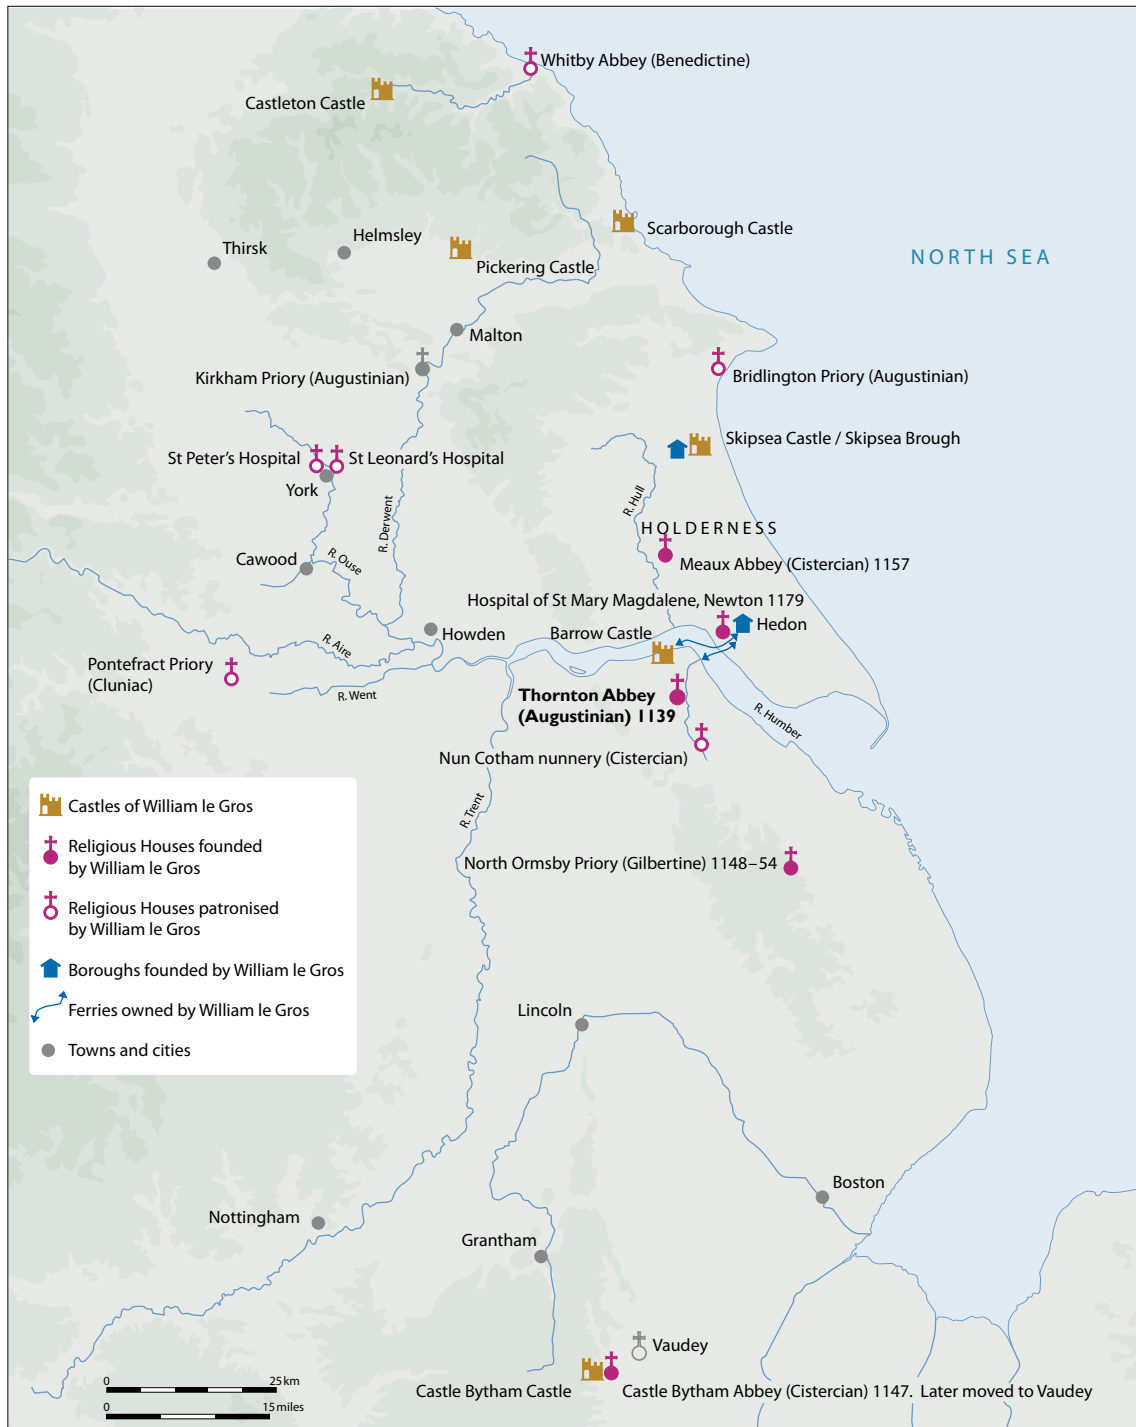 Whitby Abbey (Benedictine)
Castleton Castle
Scarborough Castle
Helmsley
Thirsk
NORTH SEA
Pickering Castle
Malton
Kirkham Priory (Augustinian)
Bridlington Priory (Augustinian)
Skipsea Castle / Skipsea Brough
St Peter's Hospital
St Leonard's Hospital
York
R. Hull
R. Derwent
HOLDERNESS
Cawood
R. Ouse
Meaux Abbey (Cistercian) 1157
Hospital of St Mary Magdalene, Newton 1179
Hedon
Howden
Barrow Castle
R. Aire
Pontefract Priory
(Cluniac)
R. Went
Thornton Abbey
(Augustinian) 1139
R. Humber
Nun Cotham nunnery (Cistercian)
R. Trent
North Ormsby Priory (Gilbertine) 1148–54
Castles of William le Gros
Religious Houses founded
by William le Gros
Religious Houses patronised
by William le Gros
Boroughs founded by William le Gros
Ferries owned by William le Gros
Towns and cities
Lincoln
Boston
Nottingham
Grantham
Vaudey
Castle Bytham Castle
Castle Bytham Abbey (Cistercian) 1147. Later moved to Vaudey
0 25 km
0 15 miles